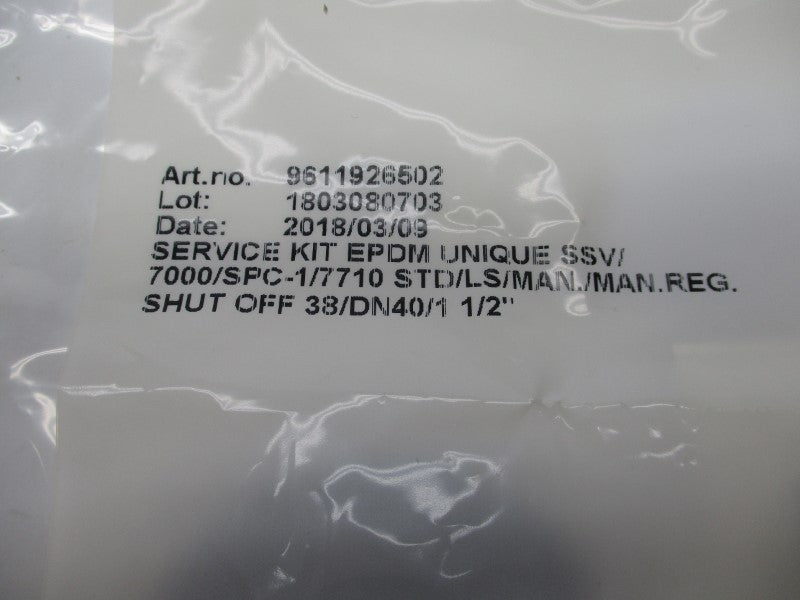 Art.no. 9611926502
Lot: 1803080703
Date: 2018/03/09
SERVICE KIT EPDM UNIQUE SSV/
7000/SPC-1/7710 STD/LS/MAN./MAN.REG.
SHUT OFF 38/DN40/1 1/2"